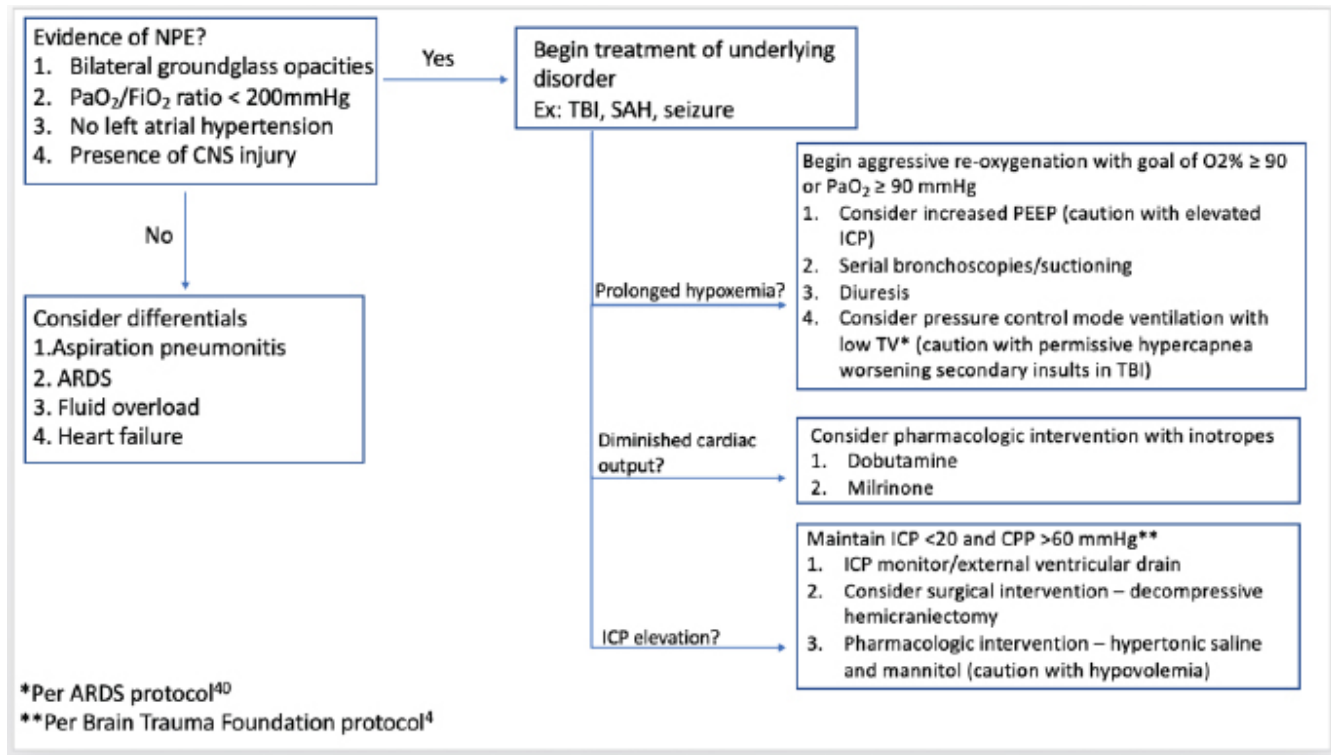 Evidence of NPE?
1. Bilateral groundglass opacities
2. PaO₂/FiO₂ ratio < 200mmHg
3. No left atrial hypertension
4. Presence of CNS injury
Yes
Begin treatment of underlying
disorder
Ex: TBI, SAH, seizure
No
Consider differentials
1.Aspiration pneumonitis
2. ARDS
3. Fluid overload
4. Heart failure
Prolonged hypoxemia?
Begin aggressive re-oxygenation with goal of O2% ≥ 90
or PaO₂ ≥ 90 mmHg
1. Consider increased PEEP (caution with elevated
ICP)
2. Serial bronchoscopies/suctioning
3. Diuresis
4. Consider pressure control mode ventilation with
low TV* (caution with permissive hypercapnea
worsening secondary insults in TBI)
Diminished cardiac
output?
Consider pharmacologic intervention with inotropes
1. Dobutamine
2. Milrinone
ICP elevation?
Maintain ICP <20 and CPP >60 mmHg**
1. ICP monitor/external ventricular drain
2. Consider surgical intervention – decompressive
hemicraniectomy
3. Pharmacologic intervention – hypertonic saline
and mannitol (caution with hypovolemia)
*Per ARDS protocol⁴⁰
**Per Brain Trauma Foundation protocol⁴